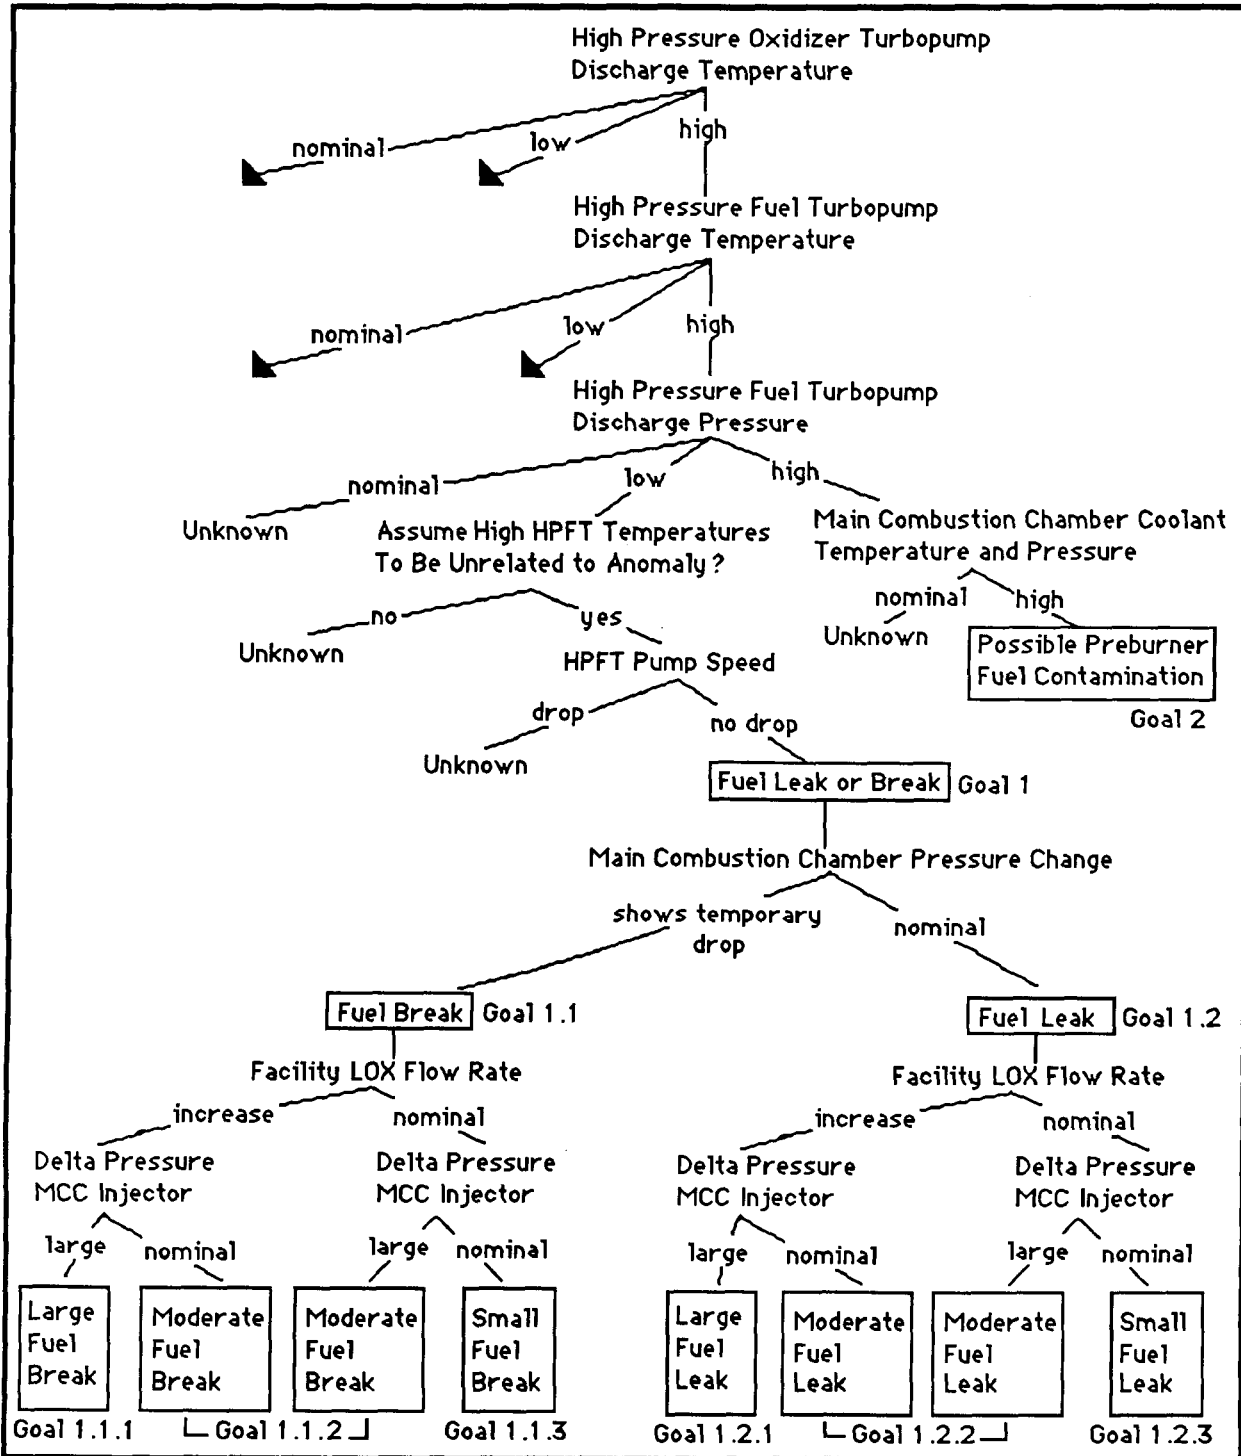 High Pressure Oxidizer Turbopump
Discharge Temperature
nominal
low
high
High Pressure Fuel Turbopump
Discharge Temperature
nominal
low
high
High Pressure Fuel Turbopump
Discharge Pressure
nominal
low
high
Unknown
Assume High HPFT Temperatures
To Be Unrelated to Anomaly?
Main Combustion Chamber Coolant
Temperature and Pressure
no
yes
nominal
high
Unknown
Unknown
HPFT Pump Speed
Possible Preburner
Fuel Contamination
Goal 2
drop
no drop
Unknown
Fuel Leak or Break
Goal 1
Main Combustion Chamber Pressure Change
shows temporary
drop
nominal
Fuel Break
Goal 1.1
Fuel Leak
Goal 1.2
Facility LOX Flow Rate
Facility LOX Flow Rate
increase
nominal
increase
nominal
Delta Pressure
MCC Injector
Delta Pressure
MCC Injector
Delta Pressure
MCC Injector
Delta Pressure
MCC Injector
large
nominal
large
nominal
large
nominal
large
nominal
Large
Fuel
Break
Moderate
Fuel
Break
Moderate
Fuel
Break
Small
Fuel
Break
Large
Fuel
Leak
Moderate
Fuel
Leak
Moderate
Fuel
Leak
Small
Fuel
Leak
Goal 1.1.1
Goal 1.1.2
Goal 1.1.3
Goal 1.2.1
Goal 1.2.2
Goal 1.2.3